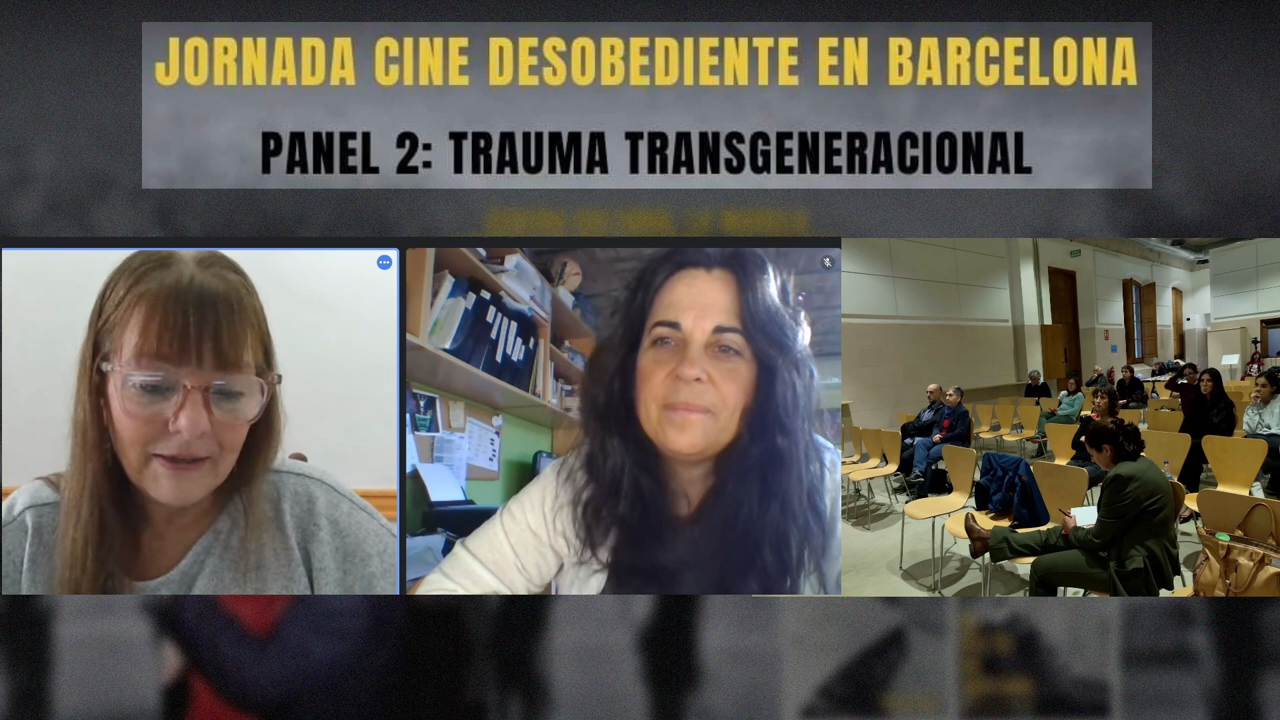 JORNADA CINE DESOBEDIENTE EN BARCELONA
PANEL 2: TRAUMA TRANSGENERACIONAL